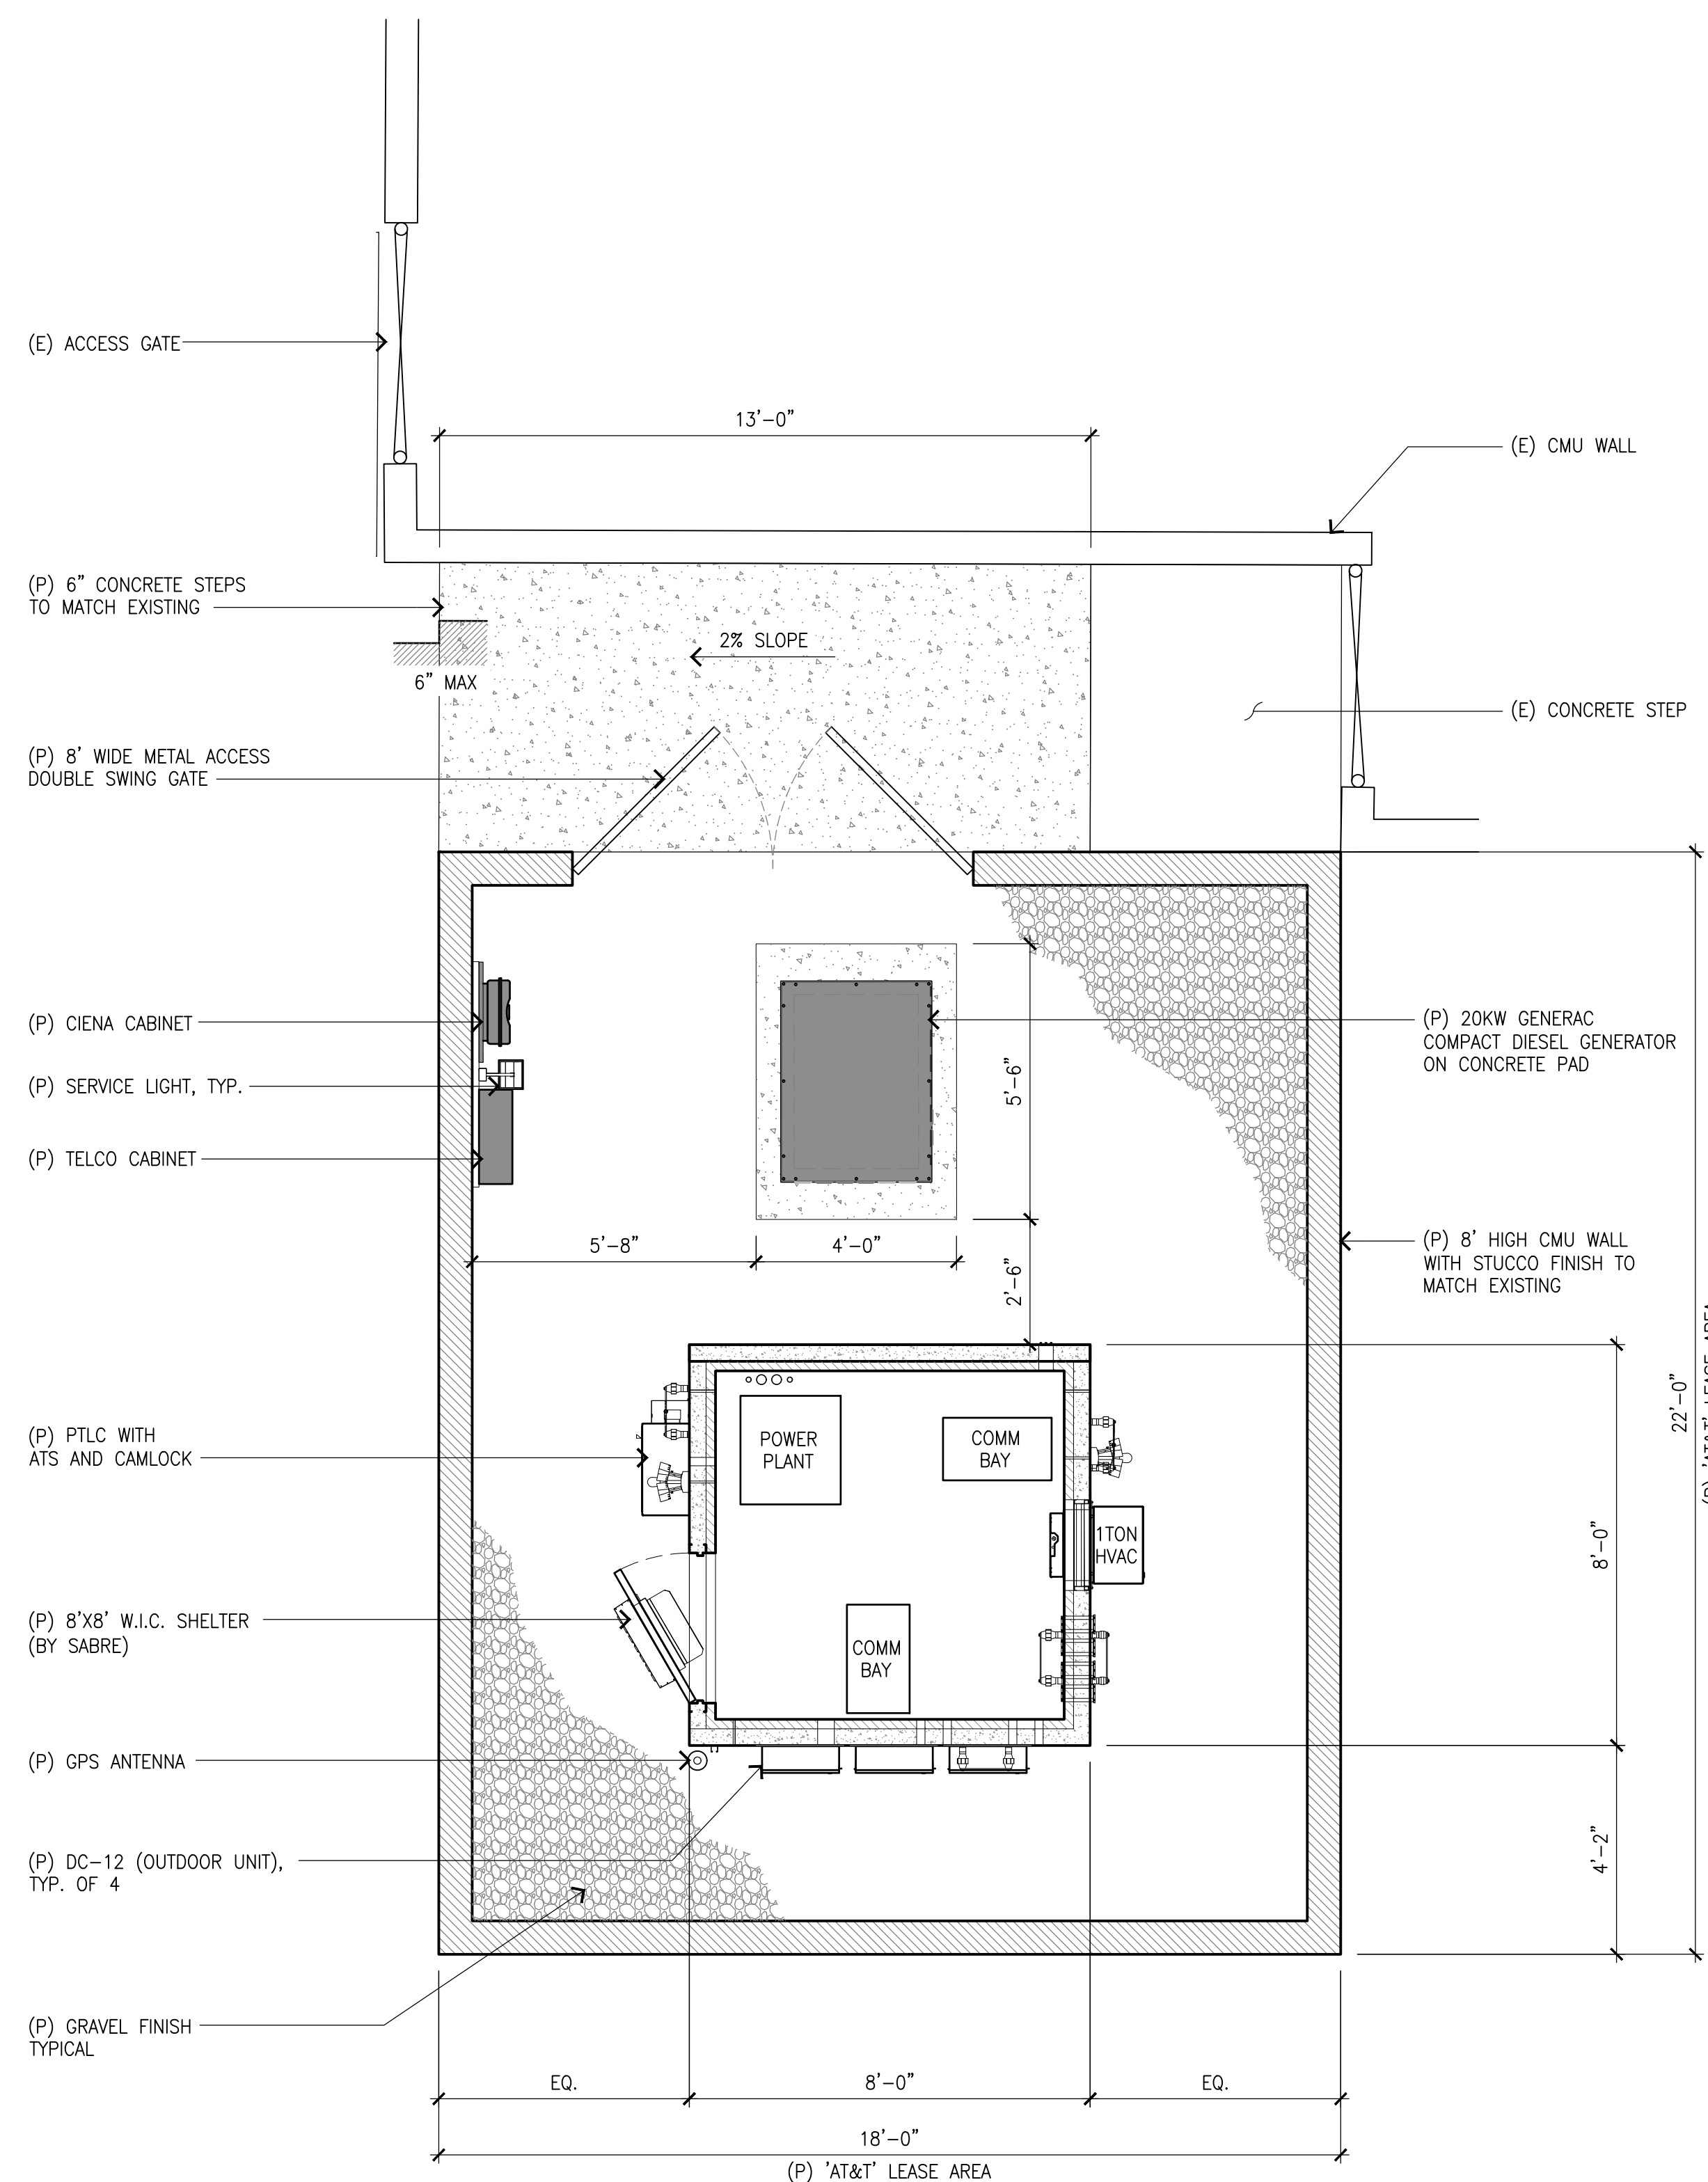 (E) ACCESS GATE
13'-0"
(E) CMU WALL
(P) 6" CONCRETE STEPS
TO MATCH EXISTING
2% SLOPE
6" MAX
(E) CONCRETE STEP
(P) 8' WIDE METAL ACCESS
DOUBLE SWING GATE
(P) CIENA CABINET
(P) SERVICE LIGHT, TYP.
(P) TELCO CABINET
(P) 20KW GENERAC
COMPACT DIESEL GENERATOR
ON CONCRETE PAD
5'-6"
5'-8"
4'-0"
2'-6"
(P) 8' HIGH CMU WALL
WITH STUCCO FINISH TO
MATCH EXISTING
22'-0"
(P) 'AT&T' LEASE AREA
(P) PTLC WITH
ATS AND CAMLOCK
POWER
PLANT
COMM
BAY
1TON
HVAC
8'-0"
(P) 8'X8' W.I.C. SHELTER
(BY SABRE)
COMM
BAY
(P) GPS ANTENNA
(P) DC-12 (OUTDOOR UNIT),
TYP. OF 4
4'-2"
(P) GRAVEL FINISH
TYPICAL
EQ.
8'-0"
EQ.
18'-0"
(P) 'AT&T' LEASE AREA